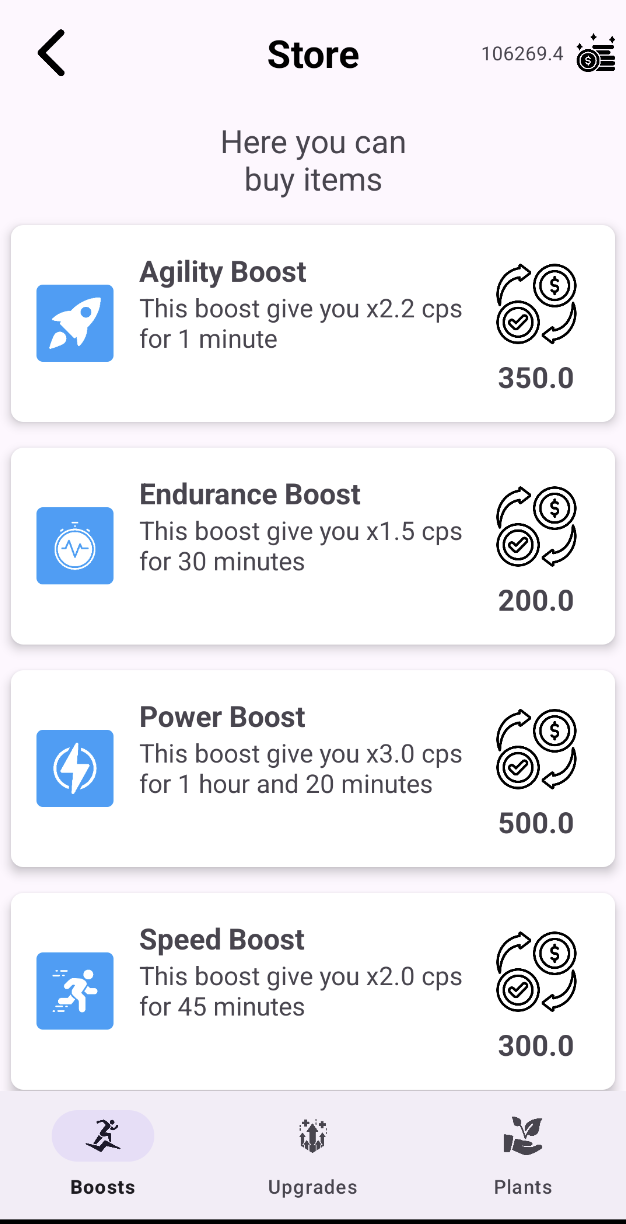 Store
106269.4
Here you can
buy items
Agility Boost
This boost give you x2.2 cps
for 1 minute
350.0
Endurance Boost
This boost give you x1.5 cps
for 30 minutes
200.0
Power Boost
This boost give you x3.0 cps
for 1 hour and 20 minutes
500.0
Speed Boost
This boost give you x2.0 cps
for 45 minutes
300.0
Boosts
Upgrades
Plants